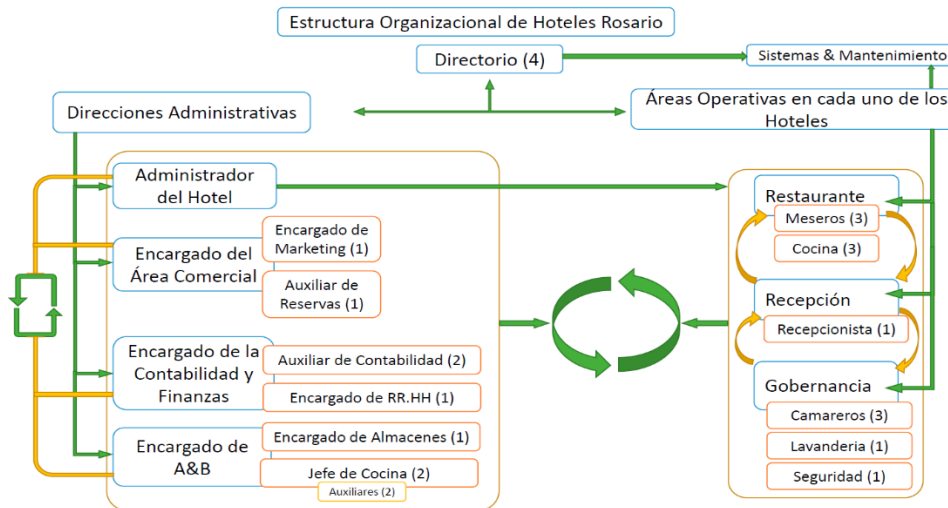 Estructura Organizacional de Hoteles Rosario
Directorio (4)
Sistemas & Mantenimiento
Direcciones Administrativas
Áreas Operativas en cada uno de los
Hoteles
Administrador
del Hotel
Encargado del
Área Comercial
Encargado de
Marketing (1)
Auxiliar de
Reservas (1)
Encargado de la
Contabilidad y
Finanzas
Auxiliar de Contabilidad (2)
Encargado de RR.HH (1)
Encargado de
A&B
Encargado de Almacenes (1)
Jefe de Cocina (2)
Auxiliares (2)
Restaurante
Meseros (3)
Cocina (3)
Recepción
Recepcionista (1)
Gobernancia
Camareros (3)
Lavanderia (1)
Seguridad (1)